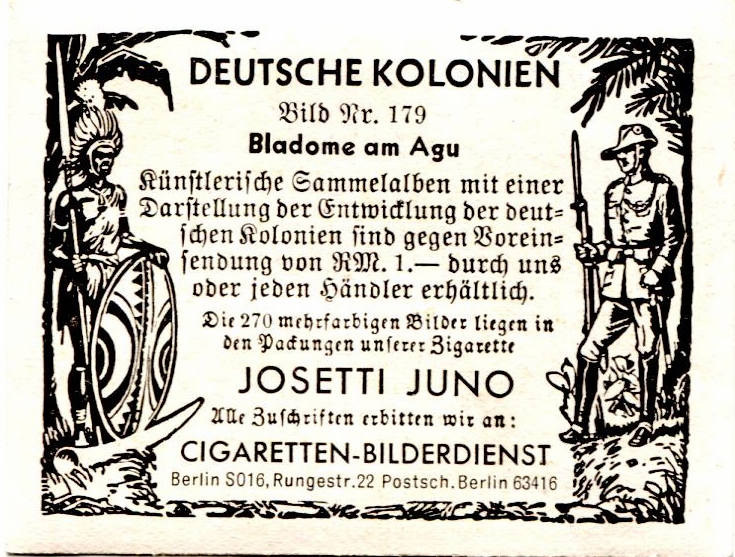 DEUTSCHE KOLONIEN
Bild Nr. 179
Bladome am Agu
Künstlerische Sammelalben mit einer
Darstellung der Entwicklung der deut-
schen Kolonien sind gegen Vorein-
sendung von RM. 1.— durch uns
oder jeden Händler erhältlich.
Die 270 mehrfarbigen Bilder liegen in
den Packungen unserer Zigarette
JOSETTI JUNO
Alle Zuschriften erbitten wir an:
CIGARETTEN-BILDERDIENST
Berlin SO16, Rungestr. 22 Postsch. Berlin 63416